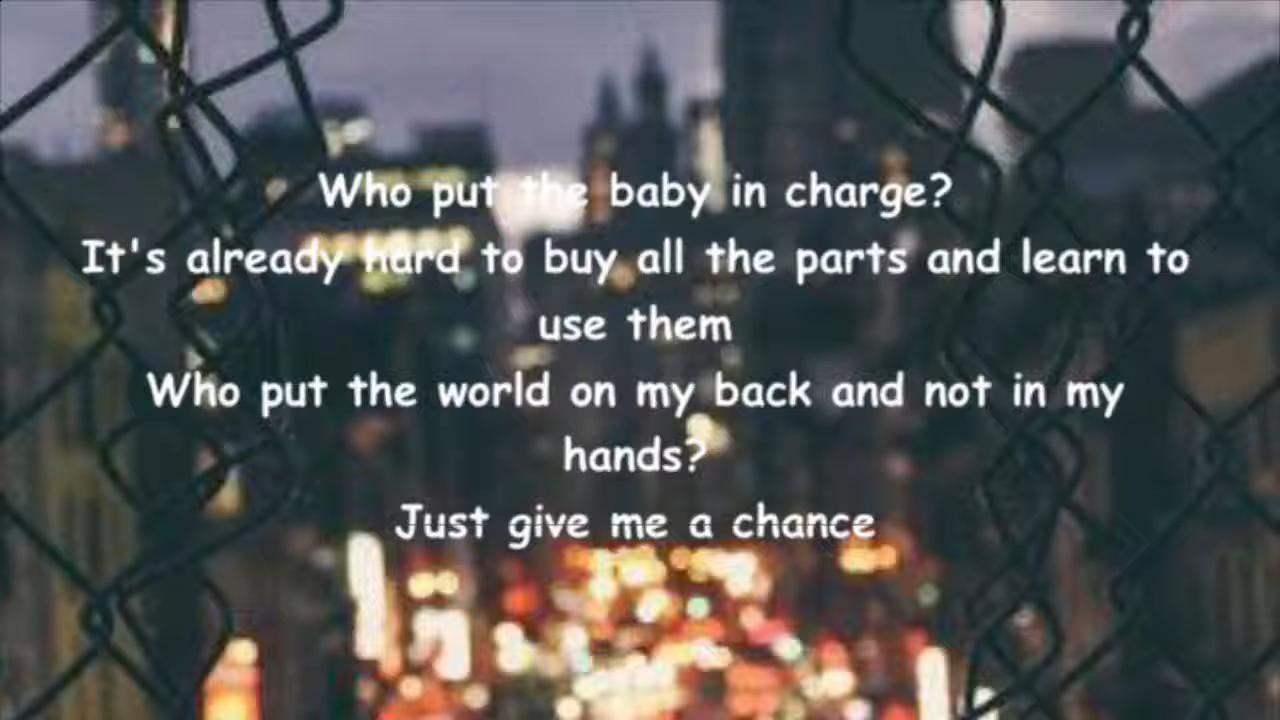 Who put the baby in charge?
It's already hard to buy all the parts and learn to
use them
Who put the world on my back and not in my
hands?
Just give me a chance